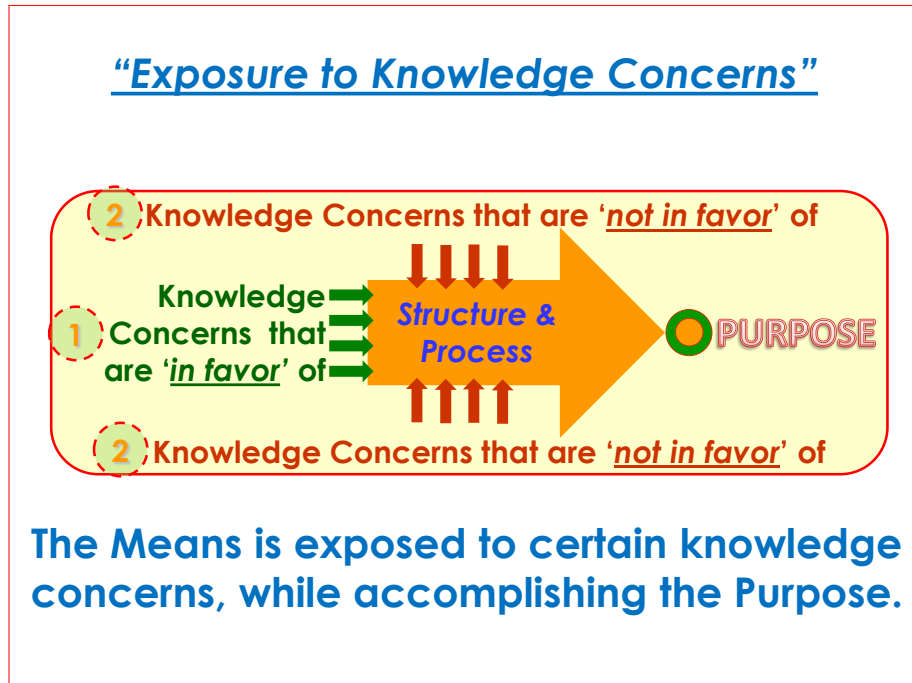 “Exposure to Knowledge Concerns”
2 Knowledge Concerns that are ‘not in favor’ of
Knowledge
1 Concerns that
are ‘in favor’ of
Structure &
Process
PURPOSE
2 Knowledge Concerns that are ‘not in favor’ of
The Means is exposed to certain knowledge
concerns, while accomplishing the Purpose.